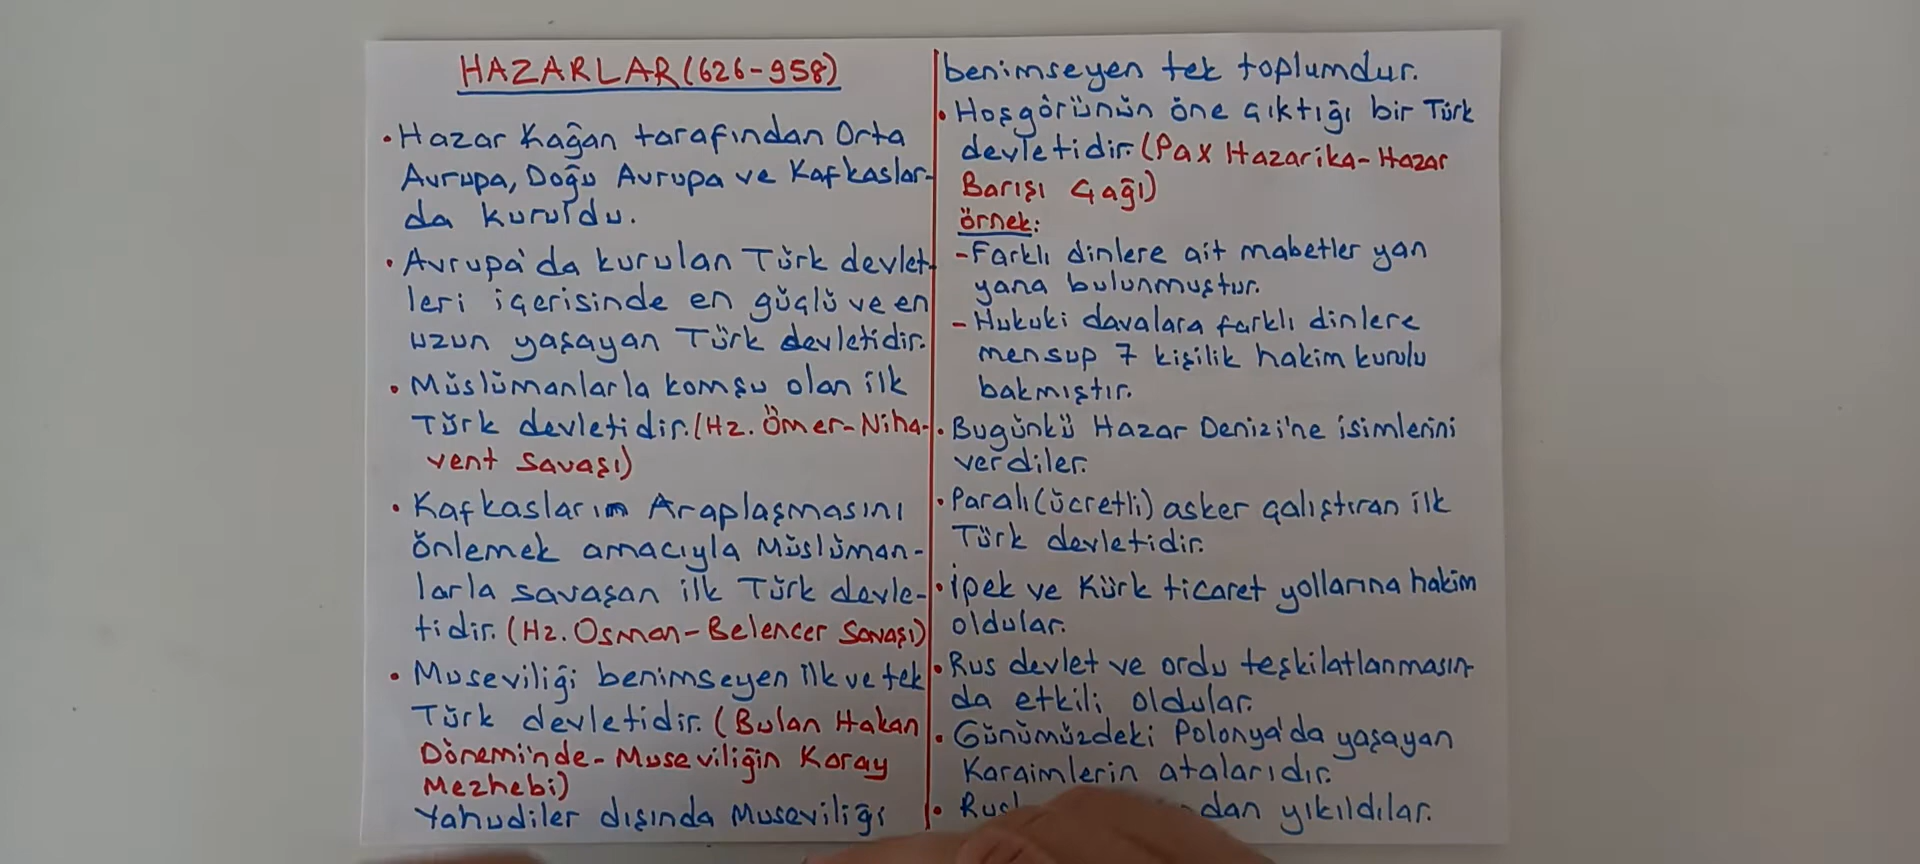 HAZARLAR (626-958)
• Hazar Kağan tarafından Orta
Avrupa, Doğu Avrupa ve Kafkaslar-
da kuruldu.
• Avrupa'da kurulan Türk devlet-
leri içerisinde en güçlü ve en
uzun yaşayan Türk devletidir.
• Müslümanlarla komşu olan ilk
Türk devletidir. (Hz. Ömer-Niha-
vent Savaşı)
• Kafkasların Araplaşmasını
önlemek amacıyla Müslüman-
larla savaşan ilk Türk devle-
tidir. (Hz. Osman-Belencer Savaşı)
• Museviliği benimseyen ilk ve tek
Türk devletidir. (Bulan Hakan
Dönemi'nde-Museviliğin Karay
Mezhebi)
Yahudiler dışında Museviliği
benimseyen tek toplumdur.
• Hoşgörünün öne çıktığı bir Türk
devletidir. (Pax Hazarika-Hazar
Barışı Çağı)
örnek:
- Farklı dinlere ait mabetler yan
yana bulunmuştur.
- Hukuki davalara farklı dinlere
mensup 7 kişilik hakim kurulu
bakmıştır.
• Bugünkü Hazar Denizi'ne isimlerini
verdiler.
• Paralı (ücretli) asker çalıştıran ilk
Türk devletidir.
• İpek ve Kürk ticaret yollarına hakim
oldular.
• Rus devlet ve ordu teşkilatlanmasın-
da etkili oldular.
• Günümüzdeki Polonya'da yaşayan
Karaimlerin atalarıdır.
• yıkıldılar.